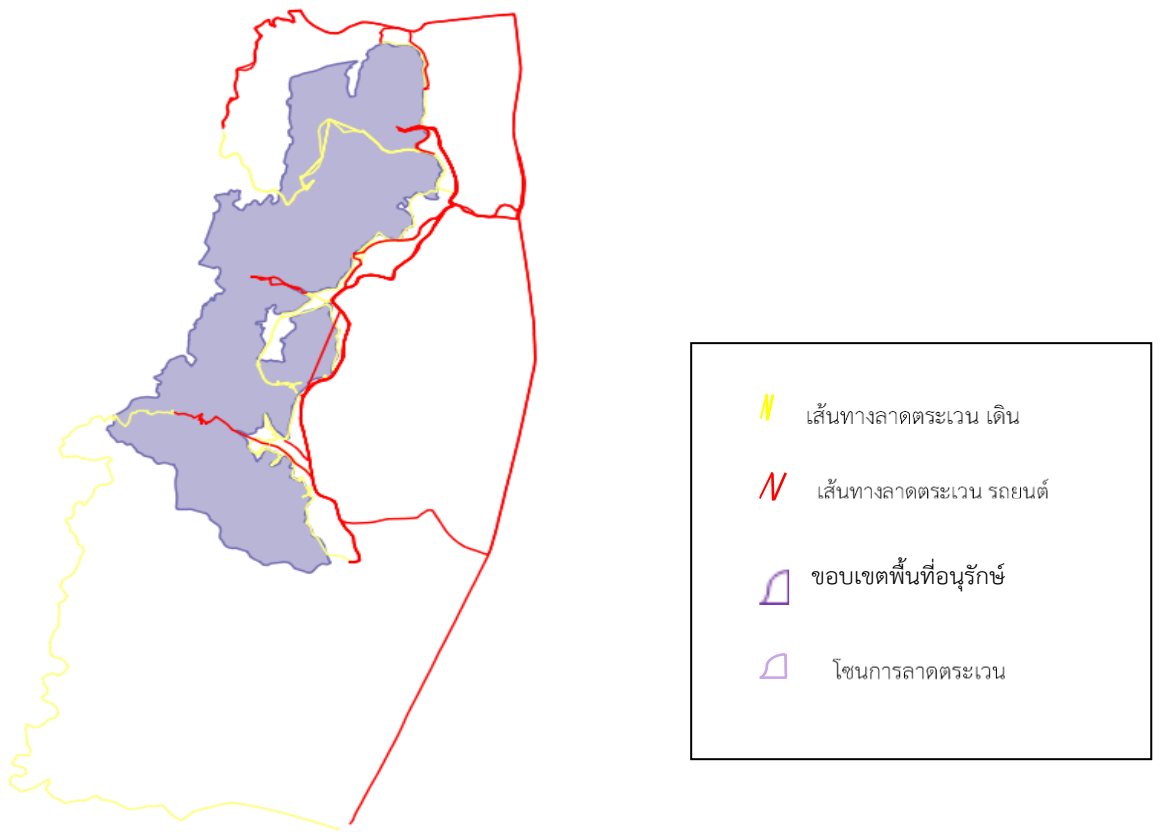 เส้นทางลาดตระเวน เดิน
เส้นทางลาดตระเวน รถยนต์
ขอบเขตพื้นที่อนุรักษ์
โซนการลาดตระเวน